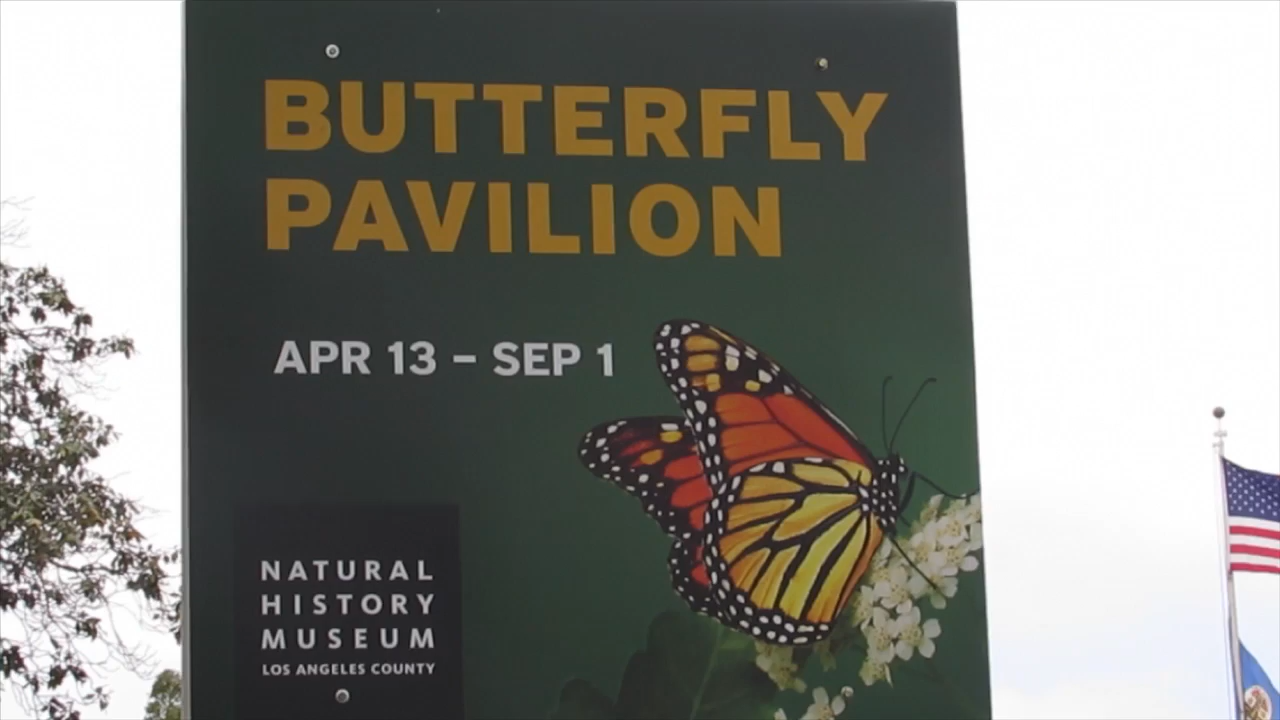 BUTTERFLY
PAVILION
APR 13 – SEP 1
NATURAL
HISTORY
MUSEUM
LOS ANGELES COUNTY